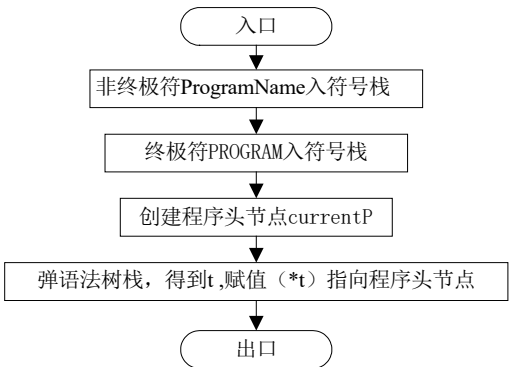 入口
非终极符ProgramName入符号栈
终极符PROGRAM入符号栈
创建程序头节点currentP
弹语法树栈，得到t ,赋值（*t）指向程序头节点
出口